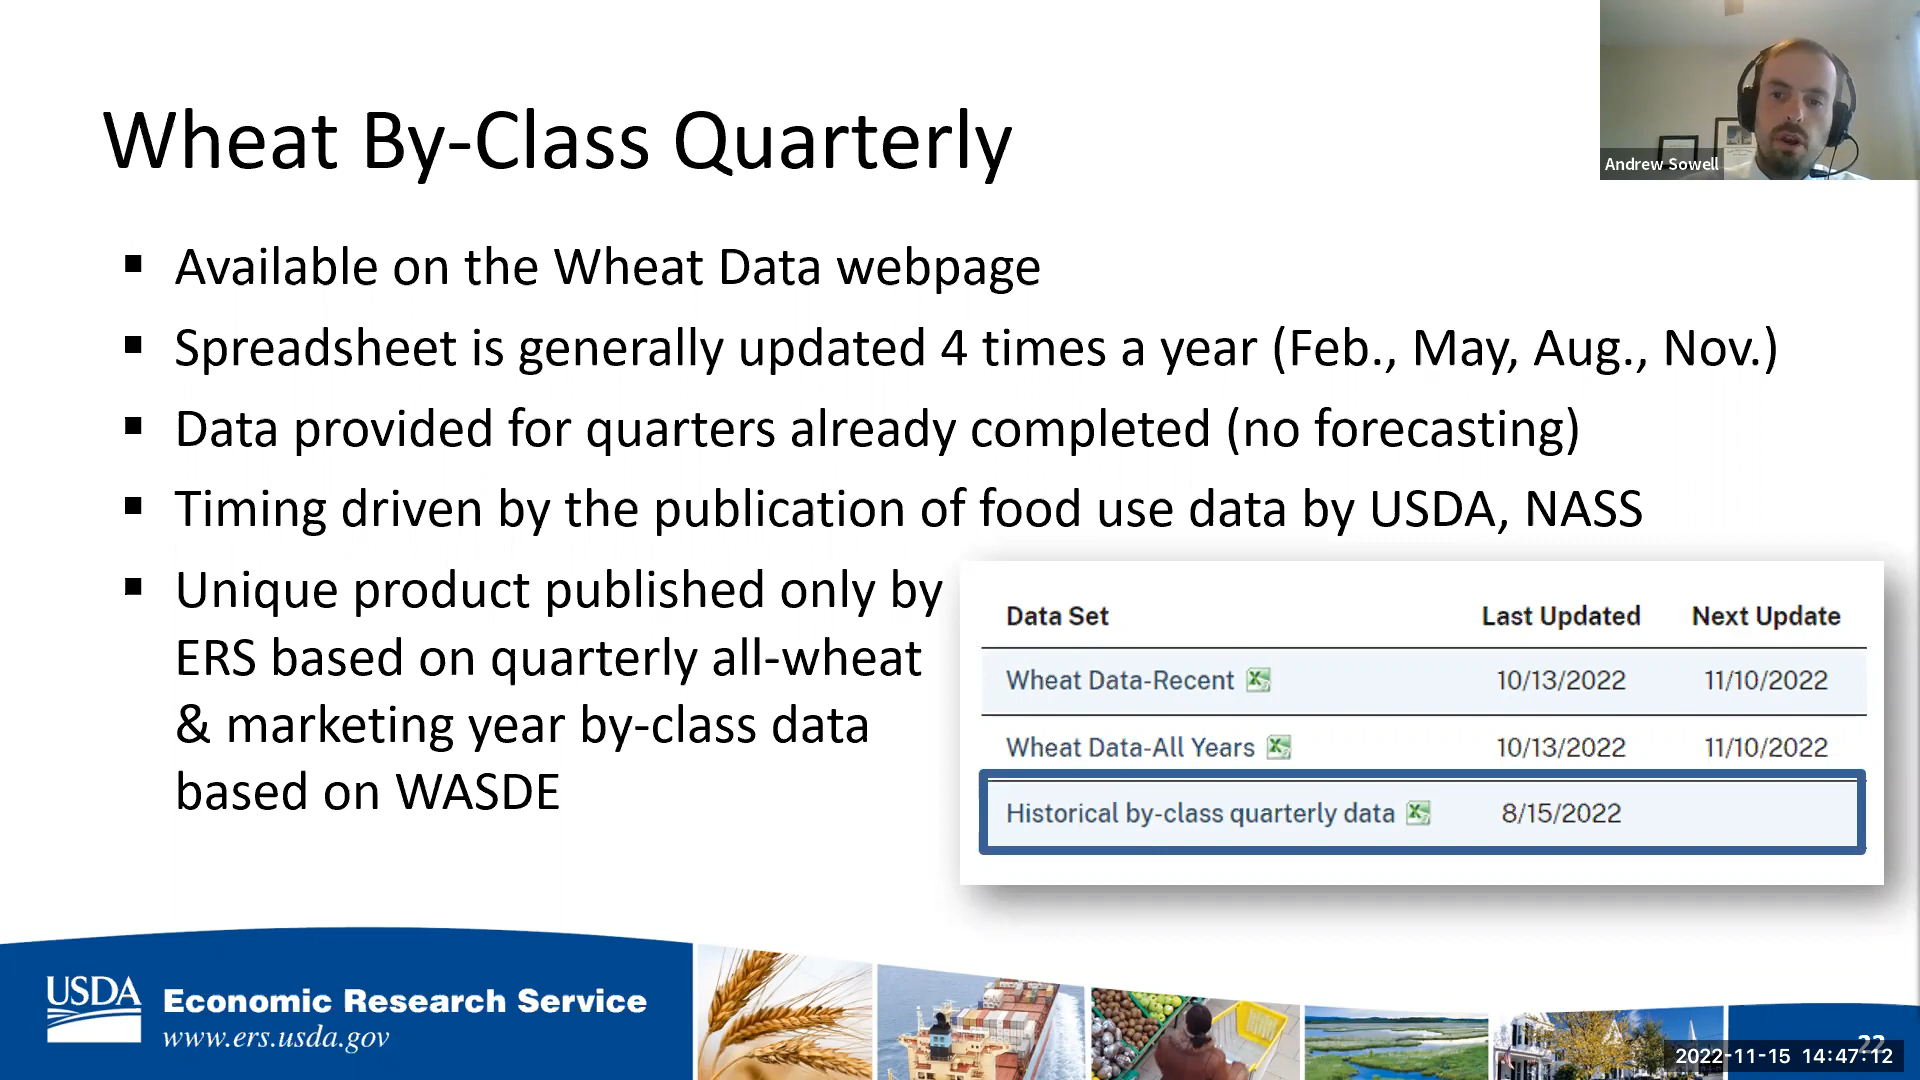 Andrew Sowell
Wheat By-Class Quarterly
▪ Available on the Wheat Data webpage
▪ Spreadsheet is generally updated 4 times a year (Feb., May, Aug., Nov.)
▪ Data provided for quarters already completed (no forecasting)
▪ Timing driven by the publication of food use data by USDA, NASS
▪ Unique product published only by
ERS based on quarterly all-wheat
& marketing year by-class data
based on WASDE
Data Set Last Updated Next Update
Wheat Data-Recent 10/13/2022 11/10/2022
Wheat Data-All Years 10/13/2022 11/10/2022
Historical by-class quarterly data 8/15/2022
USDA Economic Research Service
www.ers.usda.gov
22
2022-11-15 14:47:12